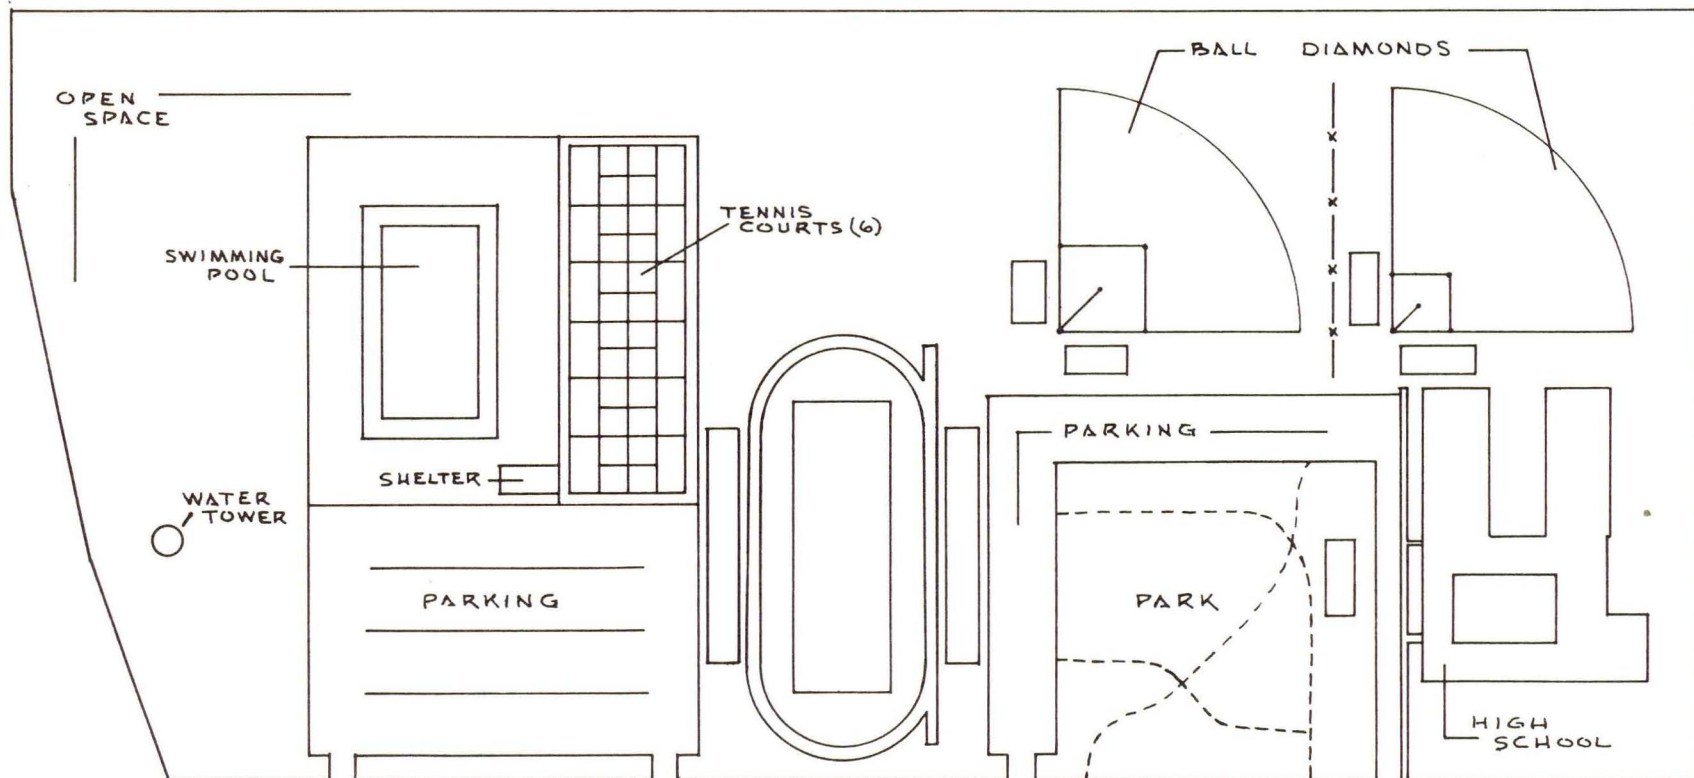 BALL DIAMONDS
OPEN
SPACE
TENNIS
COURTS (6)
SWIMMING
POOL
PARKING
SHELTER
WATER
TOWER
PARKING
PARK
HIGH
SCHOOL